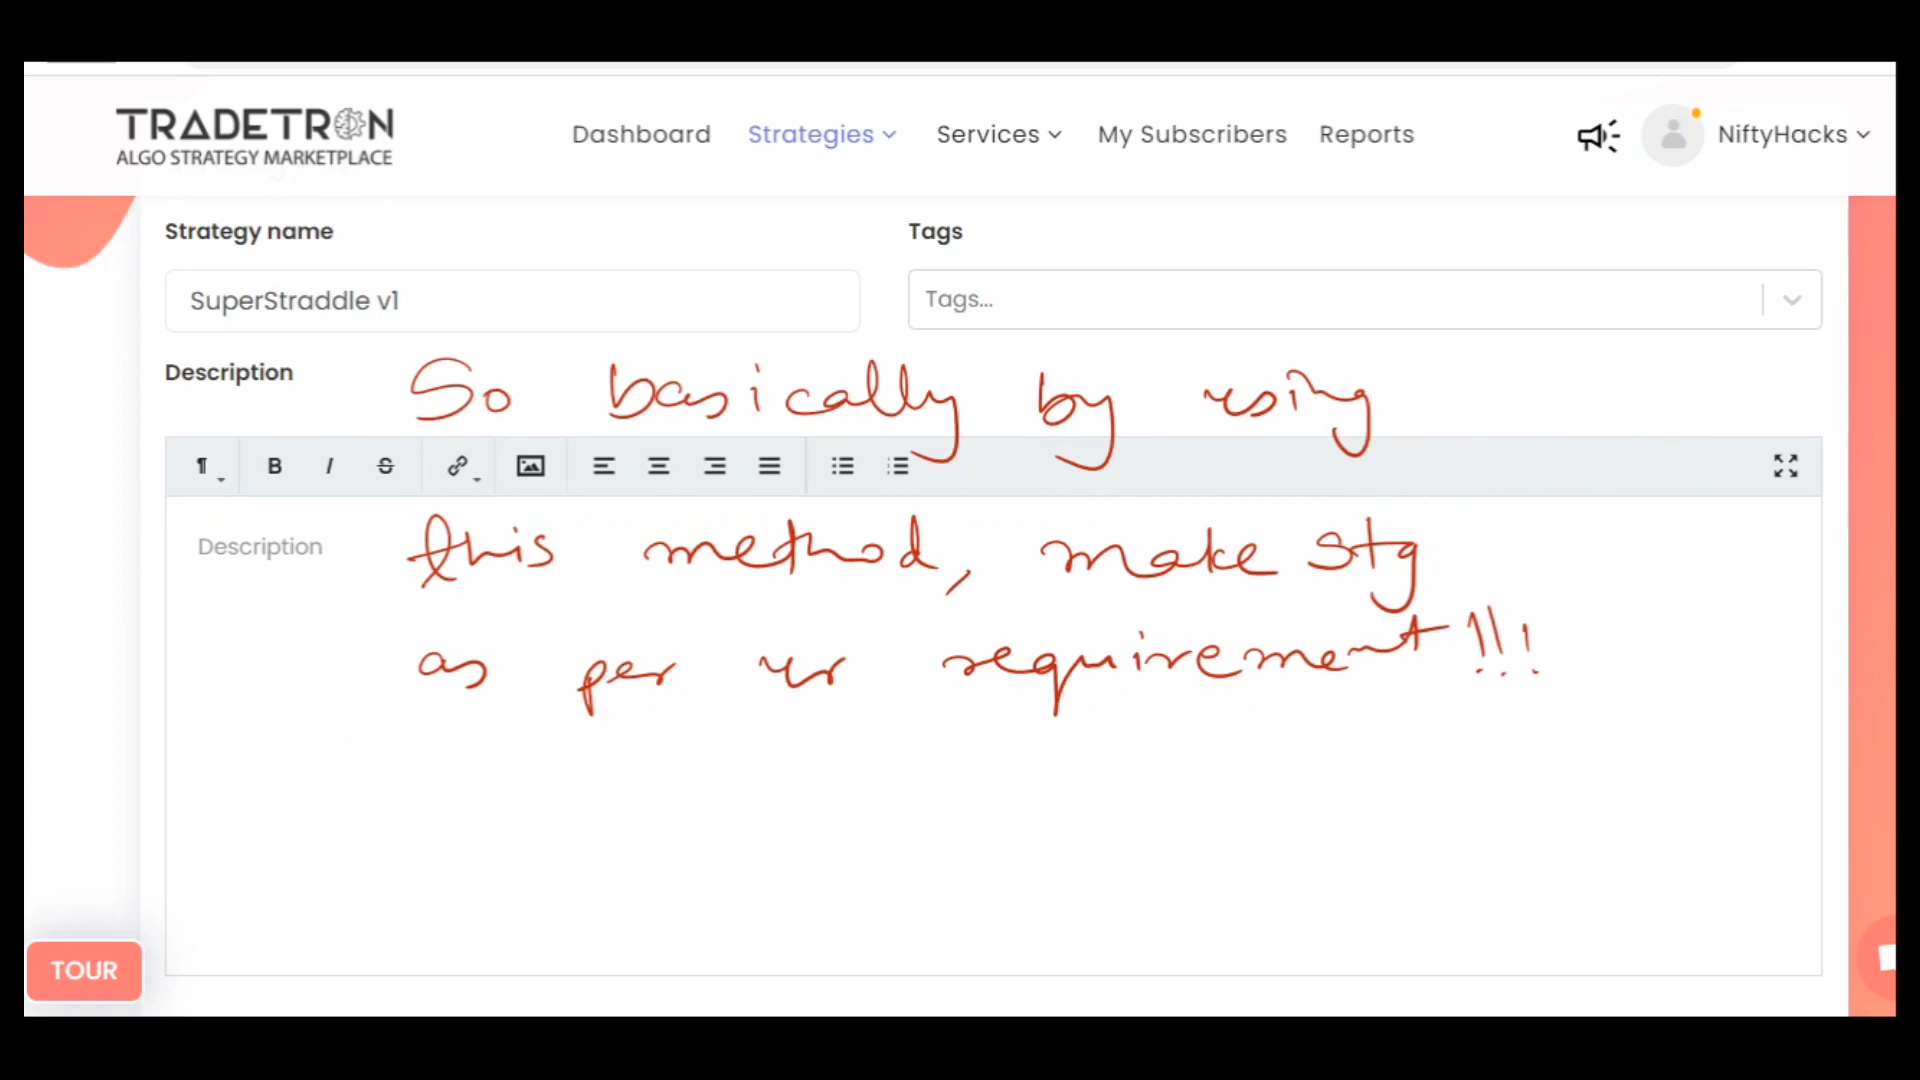 TRADETRON
ALGO STRATEGY MARKETPLACE
Dashboard Strategies Services My Subscribers Reports NiftyHacks
Strategy name Tags
SuperStraddle v1 Tags...
Description
So basically by using
¶ B I S
Description
this method, make stg
as per ur requirement!!!
TOUR